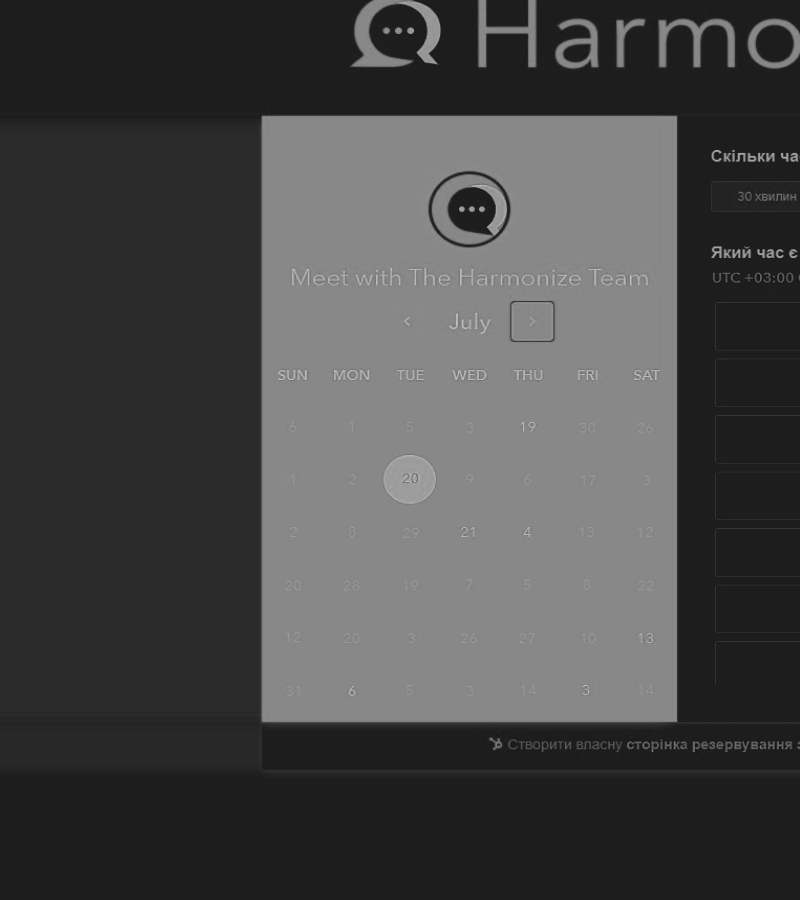 Harmo
Meet with The Harmonize Team
< July >
SUN MON TUE WED THU FRI SAT
6 1 5 3 19 30 26
1 2 20 9 6 17 3
2 8 29 21 4 13 12
20 28 19 7 5 8 22
12 20 3 26 27 10 13
31 6 5 3 14 3 14
Скільки ча
30 хвилин
Який час є
UTC +03:00
Створити власну сторінка резервування з